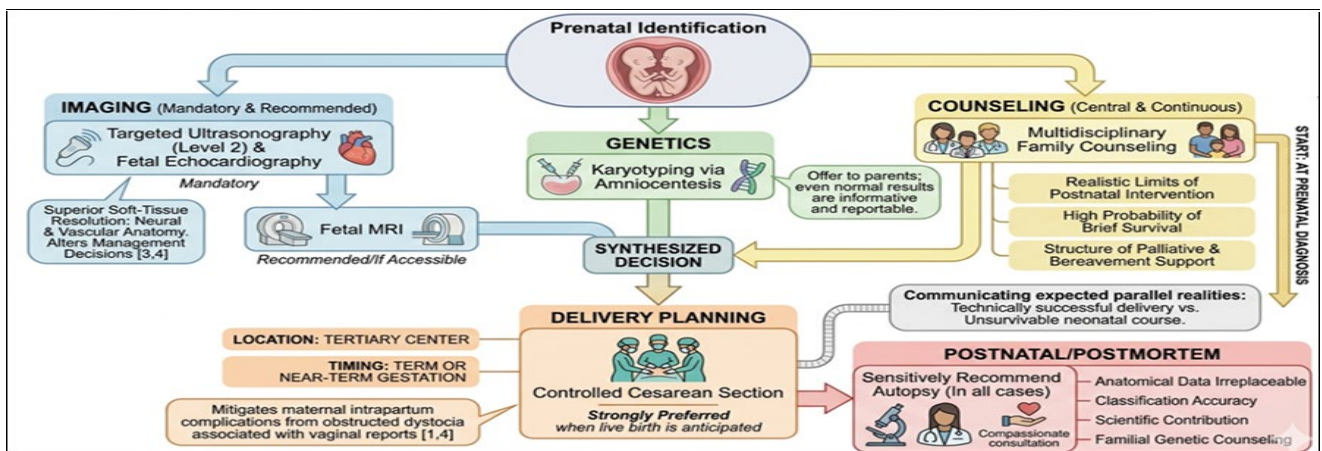 Prenatal Identification
IMAGING (Mandatory & Recommended)
Targeted Ultrasonography
(Level 2) &
Fetal Echocardiography
Mandatory
Superior Soft-Tissue
Resolution: Neural
& Vascular Anatomy.
Alters Management
Decisions [3,4]
Fetal MRI
Recommended/If Accessible
GENETICS
Karyotyping via
Amniocentesis
Offer to parents;
even normal results
are informative
and reportable.
SYNTHESIZED
DECISION
COUNSELING (Central & Continuous)
Multidisciplinary
Family Counseling
Realistic Limits of
Postnatal Intervention
High Probability of
Brief Survival
Structure of Palliative &
Bereavement Support
START: AT PRENATAL DIAGNOSIS
Communicating expected parallel realities:
Technically successful delivery vs.
Unsurvivable neonatal course.
DELIVERY PLANNING
LOCATION: TERTIARY CENTER
TIMING: TERM OR
NEAR-TERM GESTATION
Controlled Cesarean Section
Strongly Preferred
when live birth is anticipated
Mitigates maternal intrapartum
complications from obstructed dystocia
associated with vaginal reports [1,4]
POSTNATAL/POSTMORTEM
Sensitively Recommend
Autopsy (In all cases)
Compassionate
consultation
Anatomical Data Irreplaceable
Classification Accuracy
Scientific Contribution
Familial Genetic Counseling